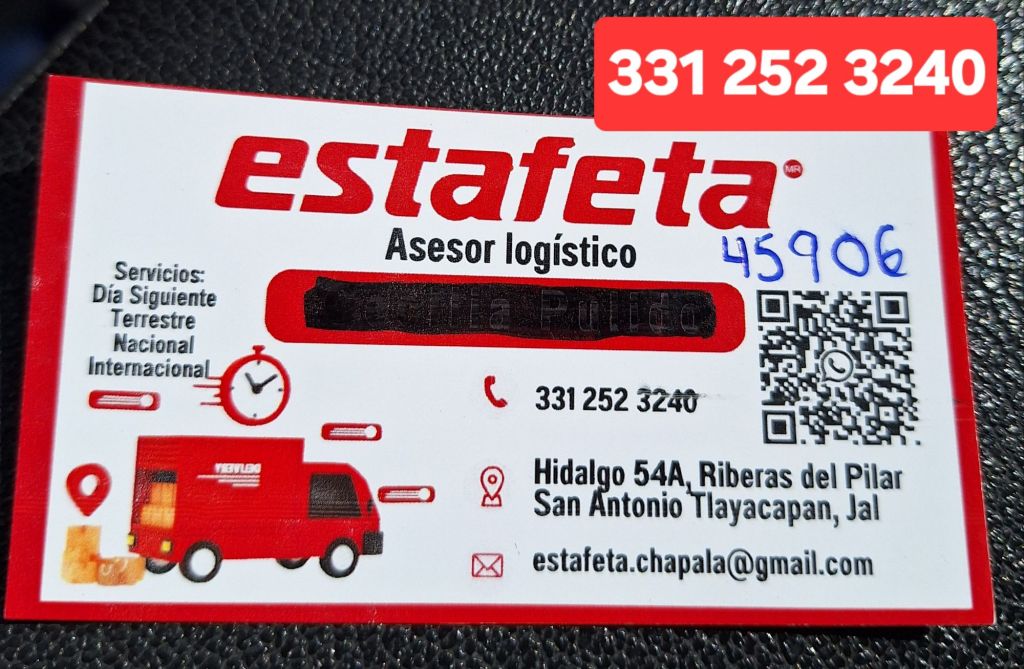 331 252 3240
estafeta MR
Asesor logístico
45906
Servicios:
Día Siguiente
Terrestre
Nacional
Internacional
331 252 3240
Hidalgo 54A, Riberas del Pilar
San Antonio Tlayacapan, Jal
estafeta.chapala@gmail.com